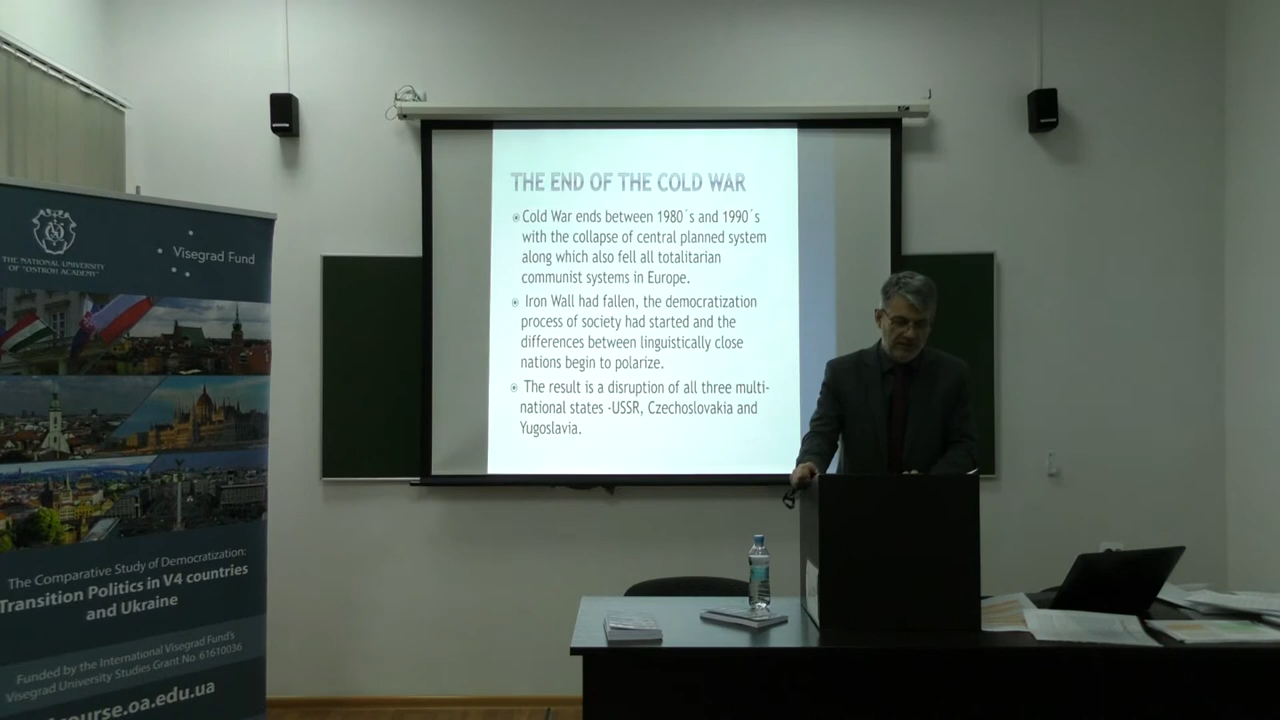 THE END OF THE COLD WAR
Cold War ends between 1980´s and 1990´s
with the collapse of central planned system
along which also fell all totalitarian
communist systems in Europe.
Iron Wall had fallen, the democratization
process of society had started and the
differences between linguistically close
nations begin to polarize.
The result is a disruption of all three multi-
national states -USSR, Czechoslovakia and
Yugoslavia.
THE NATIONAL UNIVERSITY
OF "OSTROH ACADEMY"
Visegrad Fund
The Comparative Study of Democratization:
Transition Politics in V4 countries
and Ukraine
Funded by the International Visegrad Fund's
Visegrad University Studies Grant No. 61610036
course.oa.edu.ua